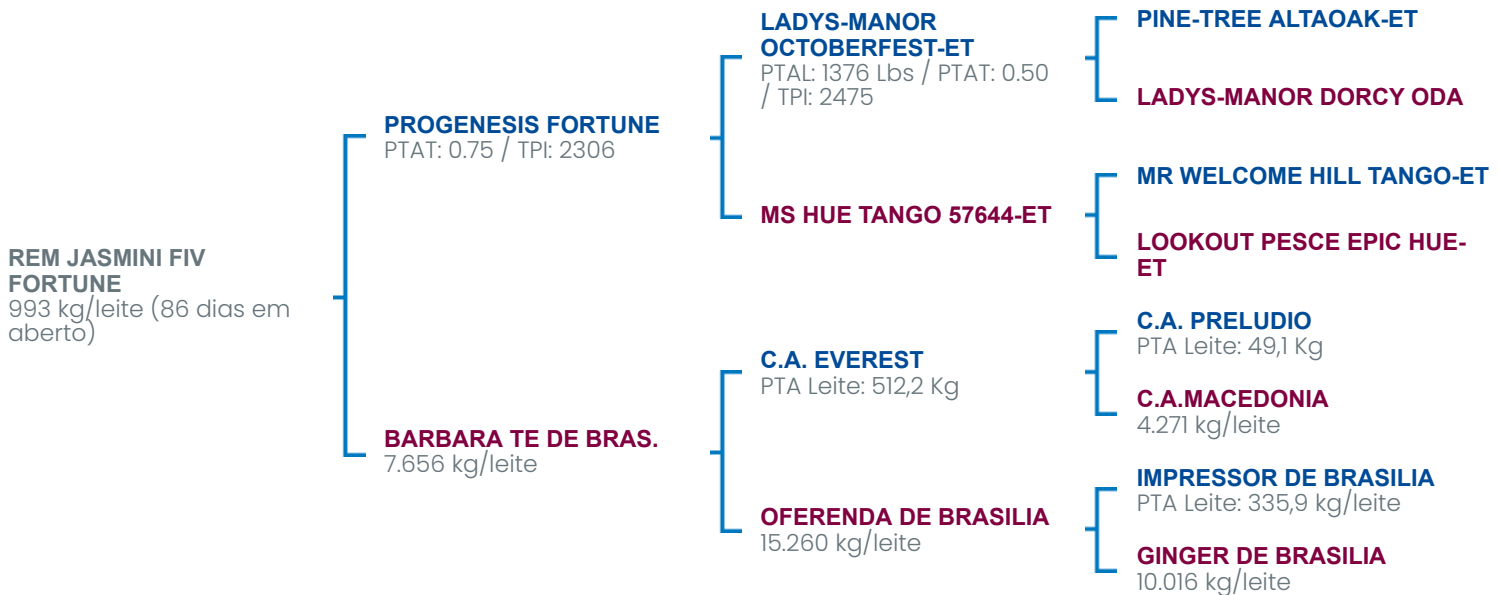 REM JASMINI FIV
FORTUNE
993 kg/leite (86 dias em
aberto)
PROGENESIS FORTUNE
PTAT: 0.75 / TPI: 2306
BARBARA TE DE BRAS.
7.656 kg/leite
LADYS-MANOR
OCTOBERFEST-ET
PTAL: 1376 Lbs / PTAT: 0.50
/ TPI: 2475
MS HUE TANGO 57644-ET
C.A. EVEREST
PTA Leite: 512,2 Kg
OFERENDA DE BRASILIA
15.260 kg/leite
PINE-TREE ALTAOAK-ET
LADYS-MANOR DORCY ODA
MR WELCOME HILL TANGO-ET
LOOKOUT PESCE EPIC HUE-
ET
C.A. PRELUDIO
PTA Leite: 49,1 Kg
C.A.MACEDONIA
4.271 kg/leite
IMPRESSOR DE BRASILIA
PTA Leite: 335,9 kg/leite
GINGER DE BRASILIA
10.016 kg/leite